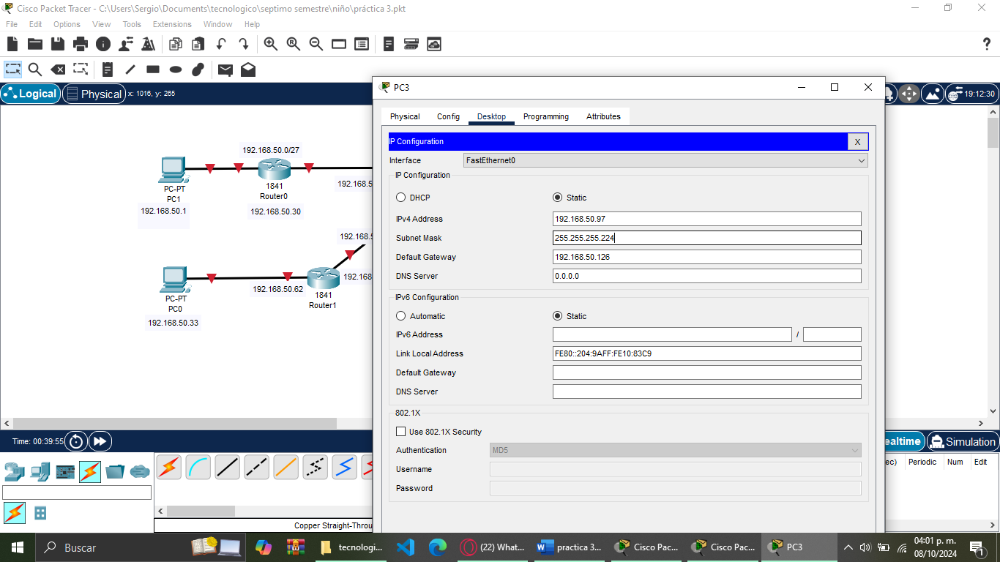 Cisco Packet Tracer - C:\Users\Sergio\Documents\tecnologico\septimo semestre\niño\práctica 3.pkt
File Edit Options View Tools Extensions Window Help
Logical Physical x: 1016, y: 265
19:12:30
PC3
Physical Config Desktop Programming Attributes
IP Configuration X
Interface FastEthernet0
IP Configuration
DHCP Static
IPv4 Address 192.168.50.97
Subnet Mask 255.255.255.224
Default Gateway 192.168.50.126
DNS Server 0.0.0.0
IPv6 Configuration
Automatic Static
IPv6 Address /
Link Local Address FE80::204:9AFF:FE10:83C9
Default Gateway
DNS Server
802.1X
Use 802.1X Security
Authentication MD5
Username
Password
192.168.50.0/27
PC-PT
PC1
192.168.50.1
1841
Router0
192.168.50.30
192.168.5
192.168.5
PC-PT
PC0
192.168.50.33
192.168.50.62
1841
Router1
192.168
Time: 00:39:55
ealtime Simulation
ec) Periodic Num Edit
Copper Straight-Throu
Buscar
tecnologi...
(22) What...
practica 3...
Cisco Pac...
Cisco Pac...
PC3
04:01 p. m.
08/10/2024
1